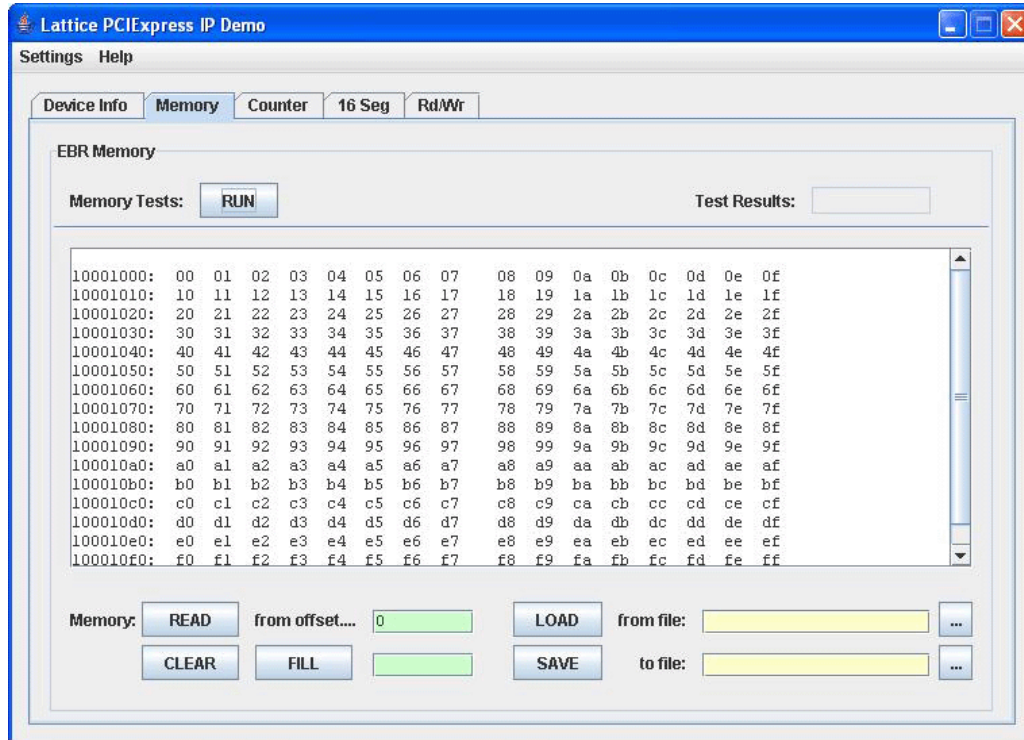 Lattice PCIExpress IP Demo
Settings Help
Device Info Memory Counter 16 Seg Rd/Wr
EBR Memory
Memory Tests: RUN Test Results:
10001000: 00 01 02 03 04 05 06 07 08 09 0a 0b 0c 0d 0e 0f
10001010: 10 11 12 13 14 15 16 17 18 19 1a 1b 1c 1d 1e 1f
10001020: 20 21 22 23 24 25 26 27 28 29 2a 2b 2c 2d 2e 2f
10001030: 30 31 32 33 34 35 36 37 38 39 3a 3b 3c 3d 3e 3f
10001040: 40 41 42 43 44 45 46 47 48 49 4a 4b 4c 4d 4e 4f
10001050: 50 51 52 53 54 55 56 57 58 59 5a 5b 5c 5d 5e 5f
10001060: 60 61 62 63 64 65 66 67 68 69 6a 6b 6c 6d 6e 6f
10001070: 70 71 72 73 74 75 76 77 78 79 7a 7b 7c 7d 7e 7f
10001080: 80 81 82 83 84 85 86 87 88 89 8a 8b 8c 8d 8e 8f
10001090: 90 91 92 93 94 95 96 97 98 99 9a 9b 9c 9d 9e 9f
100010a0: a0 a1 a2 a3 a4 a5 a6 a7 a8 a9 aa ab ac ad ae af
100010b0: b0 b1 b2 b3 b4 b5 b6 b7 b8 b9 ba bb bc bd be bf
100010c0: c0 c1 c2 c3 c4 c5 c6 c7 c8 c9 ca cb cc cd ce cf
100010d0: d0 d1 d2 d3 d4 d5 d6 d7 d8 d9 da db dc dd de df
100010e0: e0 e1 e2 e3 e4 e5 e6 e7 e8 e9 ea eb ec ed ee ef
100010f0: f0 f1 f2 f3 f4 f5 f6 f7 f8 f9 fa fb fc fd fe ff
Memory: READ from offset.... 0 LOAD from file: ...
CLEAR FILL SAVE to file: ...